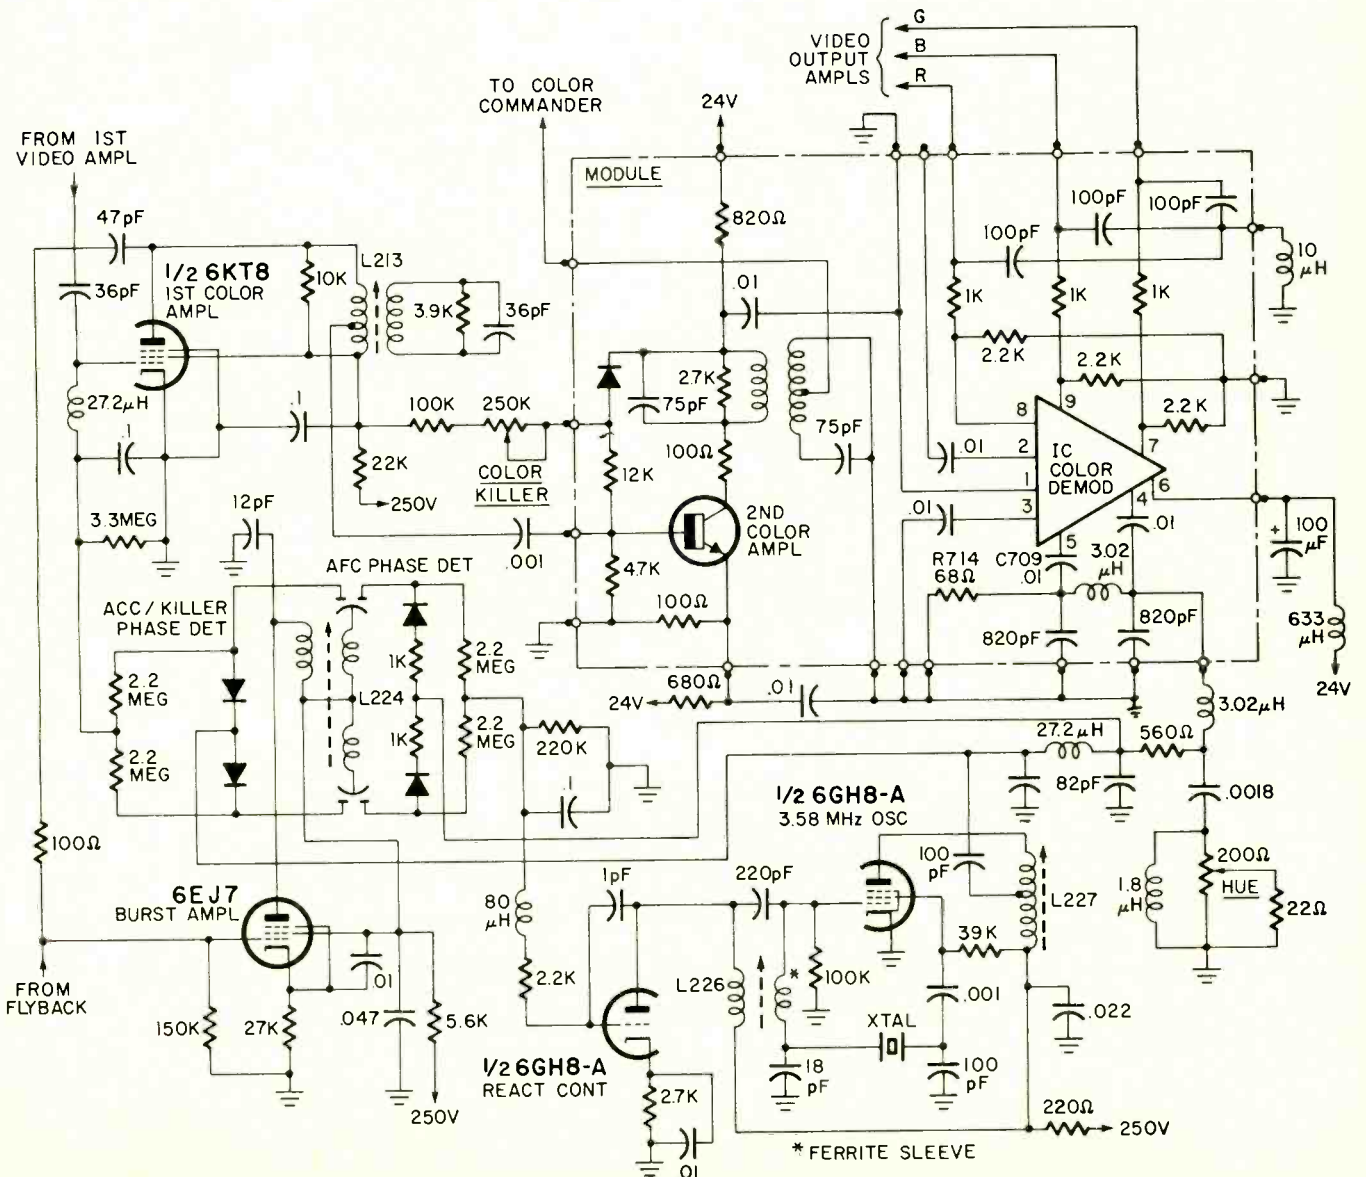 G
VIDEO
OUTPUT
AMPLS
B
R
TO COLOR
COMMANDER
24V
FROM 1ST
VIDEO AMPL
MODULE
47pF
820Ω
100pF
100pF
100pF
10
μH
1/2 6KT8
1ST COLOR
AMPL
L213
10K
36pF
3.9K
36pF
.01
1K
1K
1K
2.2K
2.2K
2.2K
27.2μH
.1
.1
100K
250K
COLOR
KILLER
22K
250V
2.7K
75pF
75pF
100Ω
12K
8
9
2
IC
COLOR
DEMOD
7
6
1
4
3
5
.01
.01
.01
12pF
3.3MEG
.001
2ND
COLOR
AMPL
100
μF
+
AFC PHASE DET
4.7K
R714
68Ω
C709
.01
3.02
μH
ACC/KILLER
PHASE DET
100Ω
820pF
820pF
633
μH
24V
2.2
MEG
2.2
MEG
1K
1K
2.2
MEG
2.2
MEG
L224
680Ω
24V
.01
3.02μH
220K
27.2μH
560Ω
.1
82pF
.0018
1/2 6GH8-A
3.58 MHz OSC
100Ω
100
pF
200Ω
HUE
1.8
μH
22Ω
6EJ7
BURST AMPL
80
μH
1pF
220pF
L227
39K
FROM
FLYBACK
.01
2.2K
L226
*
100K
.001
.022
150K
27K
.047
5.6K
XTAL
1/2 6GH8-A
REACT CONT
18
pF
100
pF
250V
2.7K
.01
220Ω
250V
* FERRITE SLEEVE